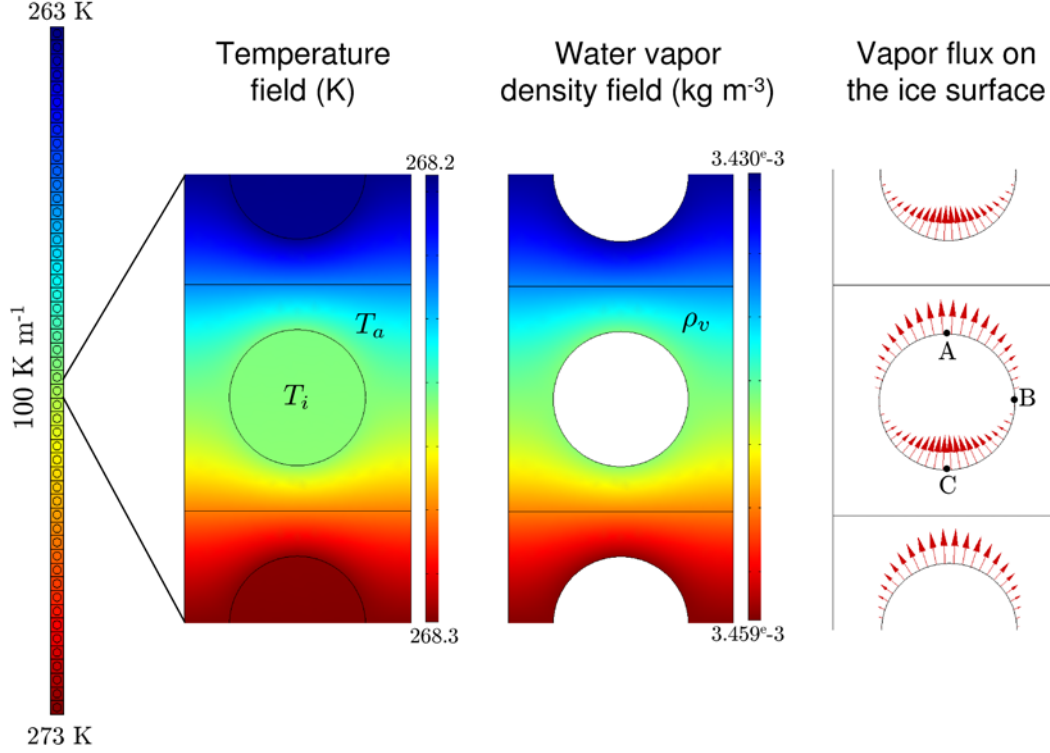 263 K
Temperature
field (K)
Water vapor
density field (kg m⁻³)
Vapor flux on
the ice surface
268.2
3.430ᵉ-3
100 K m⁻¹
Tₐ
Tᵢ
ρᵥ
A
B
C
268.3
3.459ᵉ-3
273 K